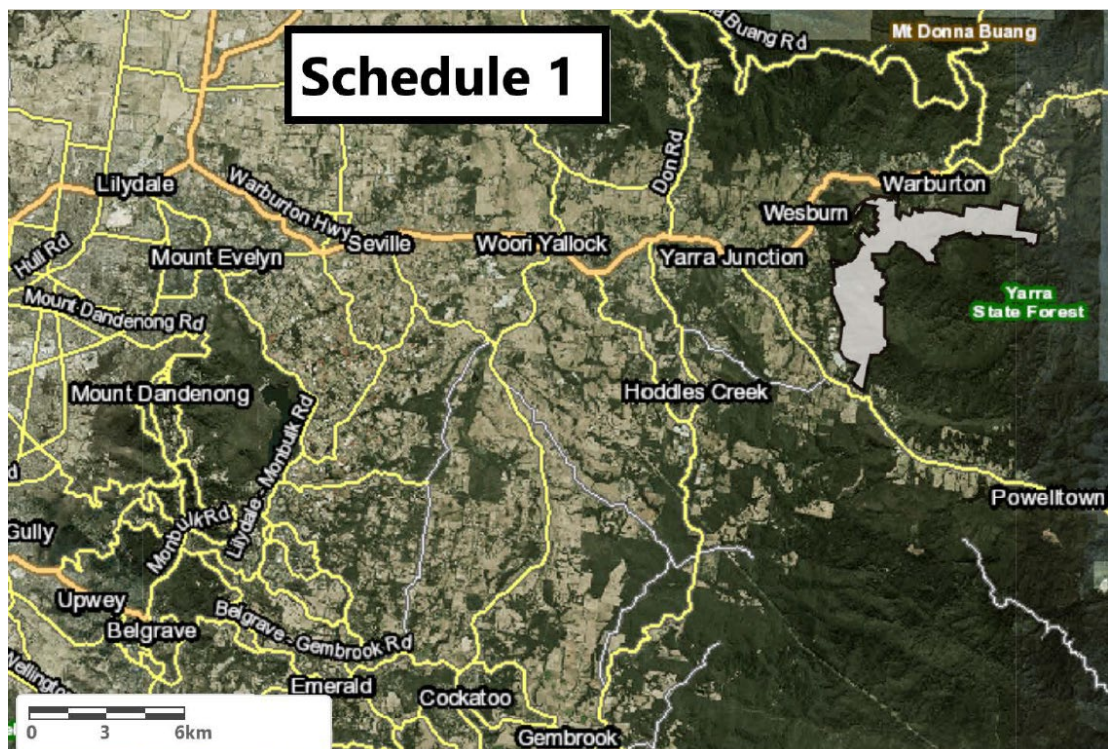 Buang Rd
Mt Donna Buang
Schedule 1
Don Rd
Lilydale
Warburton
Warburton Hwy
Wesburn
Hull Rd
Mount Evelyn
Seville
Woori Yallock
Yarra Junction
Mount Dandenong Rd
Yarra
State Forest
Mount Dandenong
Hoddles Creek
Lilydale - Monbulk Rd
Monbulk Rd
Powelltown
Gully
Upwey
Belgrave
Belgrave - Gembrook Rd
Wellington
Emerald
Cockatoo
Gembrook
0 3 6km